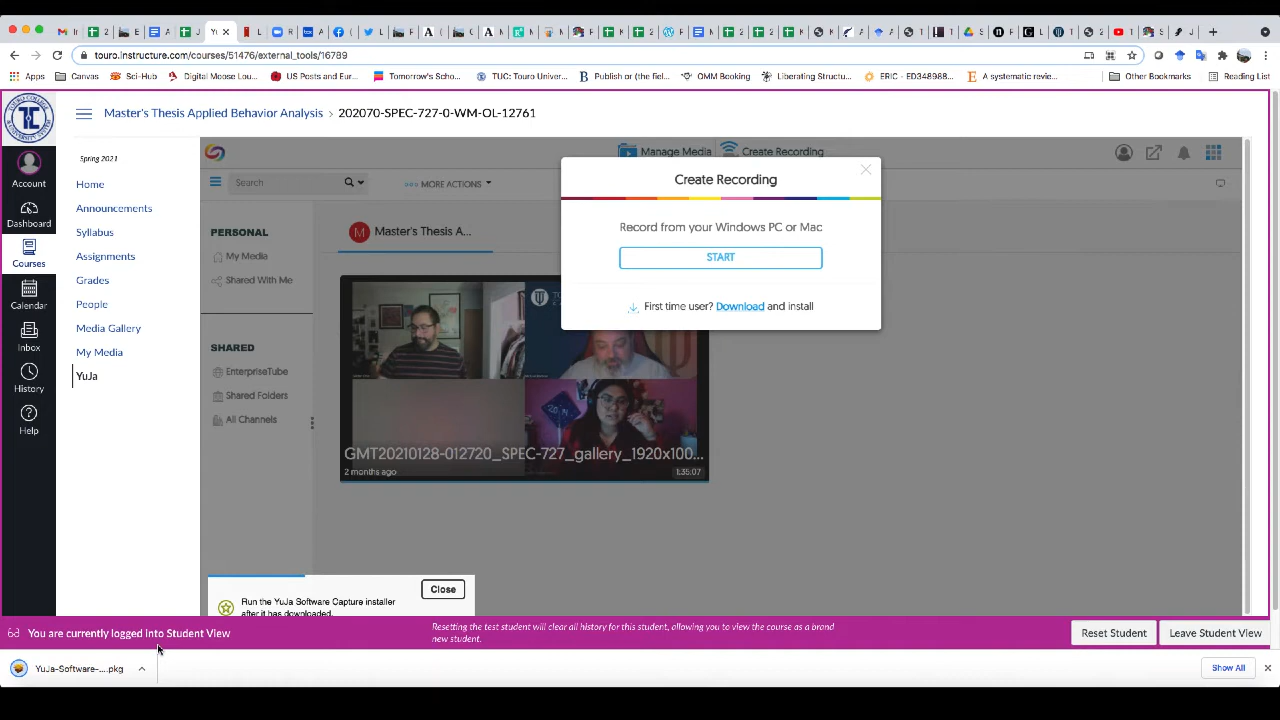 touro.instructure.com/courses/51476/external_tools/16789
Apps Canvas Sci-Hub Digital Moose Lou... US Posts and Eur... Tomorrow's Scho... TUC: Touro Univer... Publish or (the fiel... OMM Booking Liberating Structu... ERIC - ED348988... A systematic revie... Other Bookmarks Reading List
Master's Thesis Applied Behavior Analysis › 202070-SPEC-727-0-WM-OL-12761
Spring 2021
Account
Dashboard
Courses
Calendar
Inbox
History
Help
Home
Announcements
Syllabus
Assignments
Grades
People
Media Gallery
My Media
YuJa
Manage Media Create Recording
Search MORE ACTIONS
PERSONAL
My Media
Shared With Me
SHARED
EnterpriseTube
Shared Folders
All Channels
M Master's Thesis A...
GMT20210128-012720_SPEC-727_gallery_1920x100...
2 months ago 1:35:07
Create Recording
Record from your Windows PC or Mac
START
First time user? Download and install
Close
Run the YuJa Software Capture installer
after it has downloaded.
You are currently logged into Student View
Resetting the test student will clear all history for this student, allowing you to view the course as a brand
new student.
Reset Student Leave Student View
YuJa-Software-....pkg
Show All